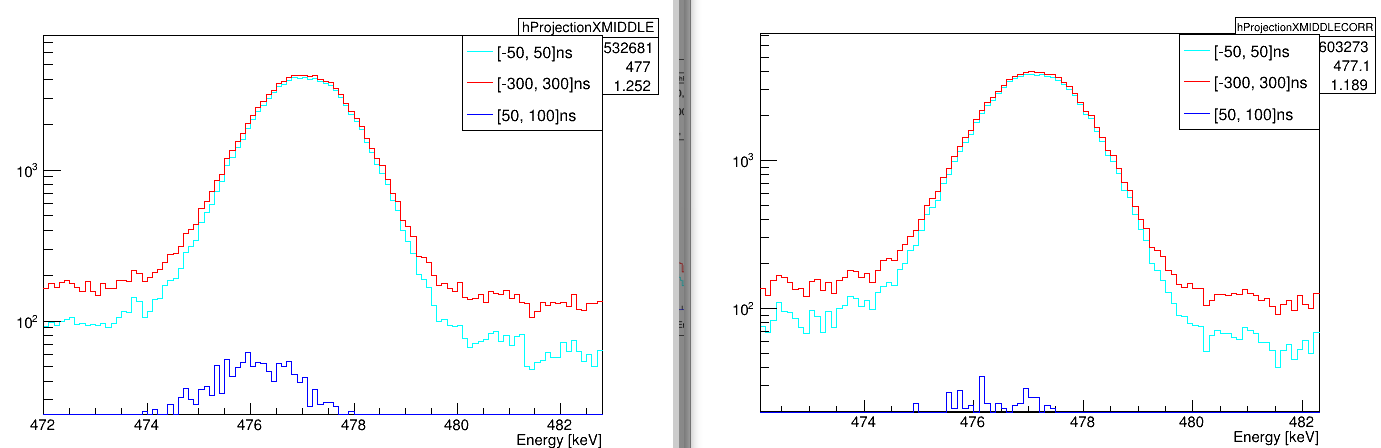 hProjectionXMIDDLE
532681
477
1.252
[-50, 50]ns
[-300, 300]ns
[50, 100]ns
10³
10²
472 474 476 478 480 482
Energy [keV]
hProjectionXMIDDLECORR
603273
477.1
1.189
[-50, 50]ns
[-300, 300]ns
[50, 100]ns
10³
10²
474 476 478 480 482
Energy [keV]